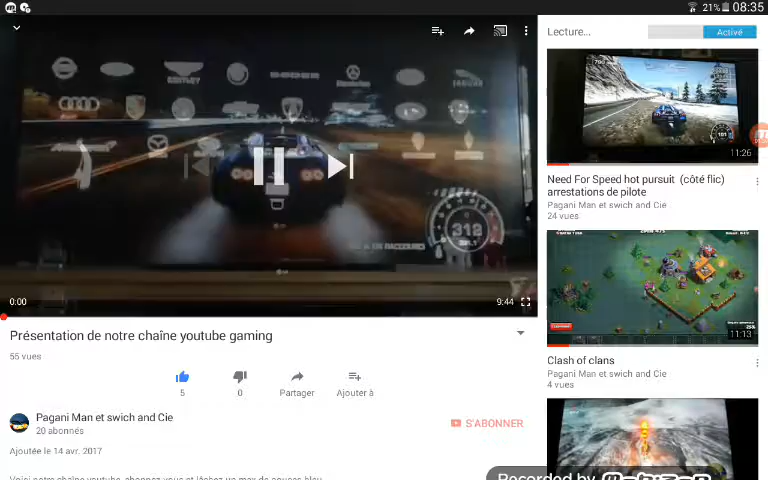 21% 08:35
Lecture...
Activé
BENTLEY
312
0:00
9:44
Présentation de notre chaîne youtube gaming
55 vues
5
0
Partager
Ajouter à
Pagani Man et swich and Cie
20 abonnés
S'ABONNER
Ajoutée le 14 avr. 2017
11:26
Need For Speed hot pursuit (côté flic)
arrestations de pilote
Pagani Man et swich and Cie
24 vues
11:13
Clash of clans
Pagani Man et swich and Cie
4 vues
Recorded by